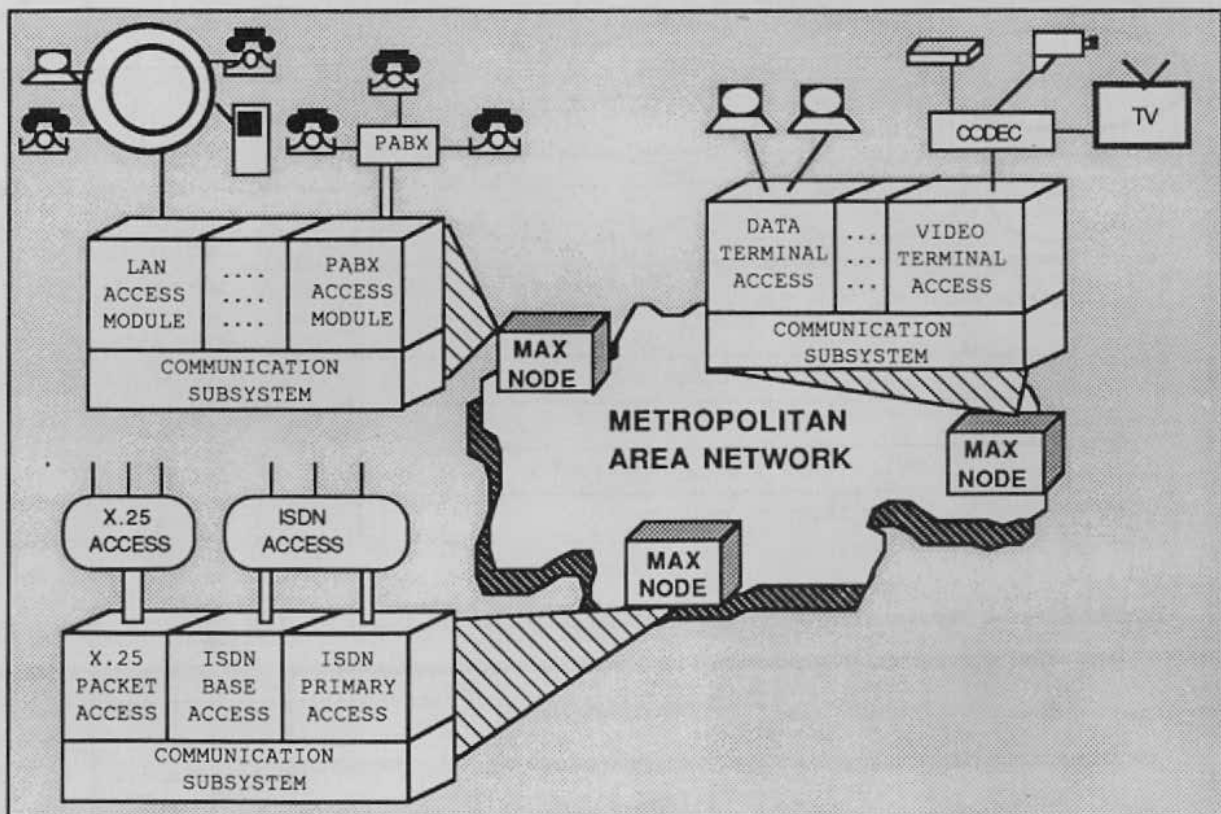 PABX
CODEC
TV
LAN
ACCESS
MODULE
....
....
....
PABX
ACCESS
MODULE
COMMUNICATION
SUBSYSTEM
DATA
TERMINAL
ACCESS
...
...
...
VIDEO
TERMINAL
ACCESS
COMMUNICATION
SUBSYSTEM
MAX
NODE
METROPOLITAN
AREA NETWORK
MAX
NODE
X.25
ACCESS
ISDN
ACCESS
MAX
NODE
X.25
PACKET
ACCESS
ISDN
BASE
ACCESS
ISDN
PRIMARY
ACCESS
COMMUNICATION
SUBSYSTEM